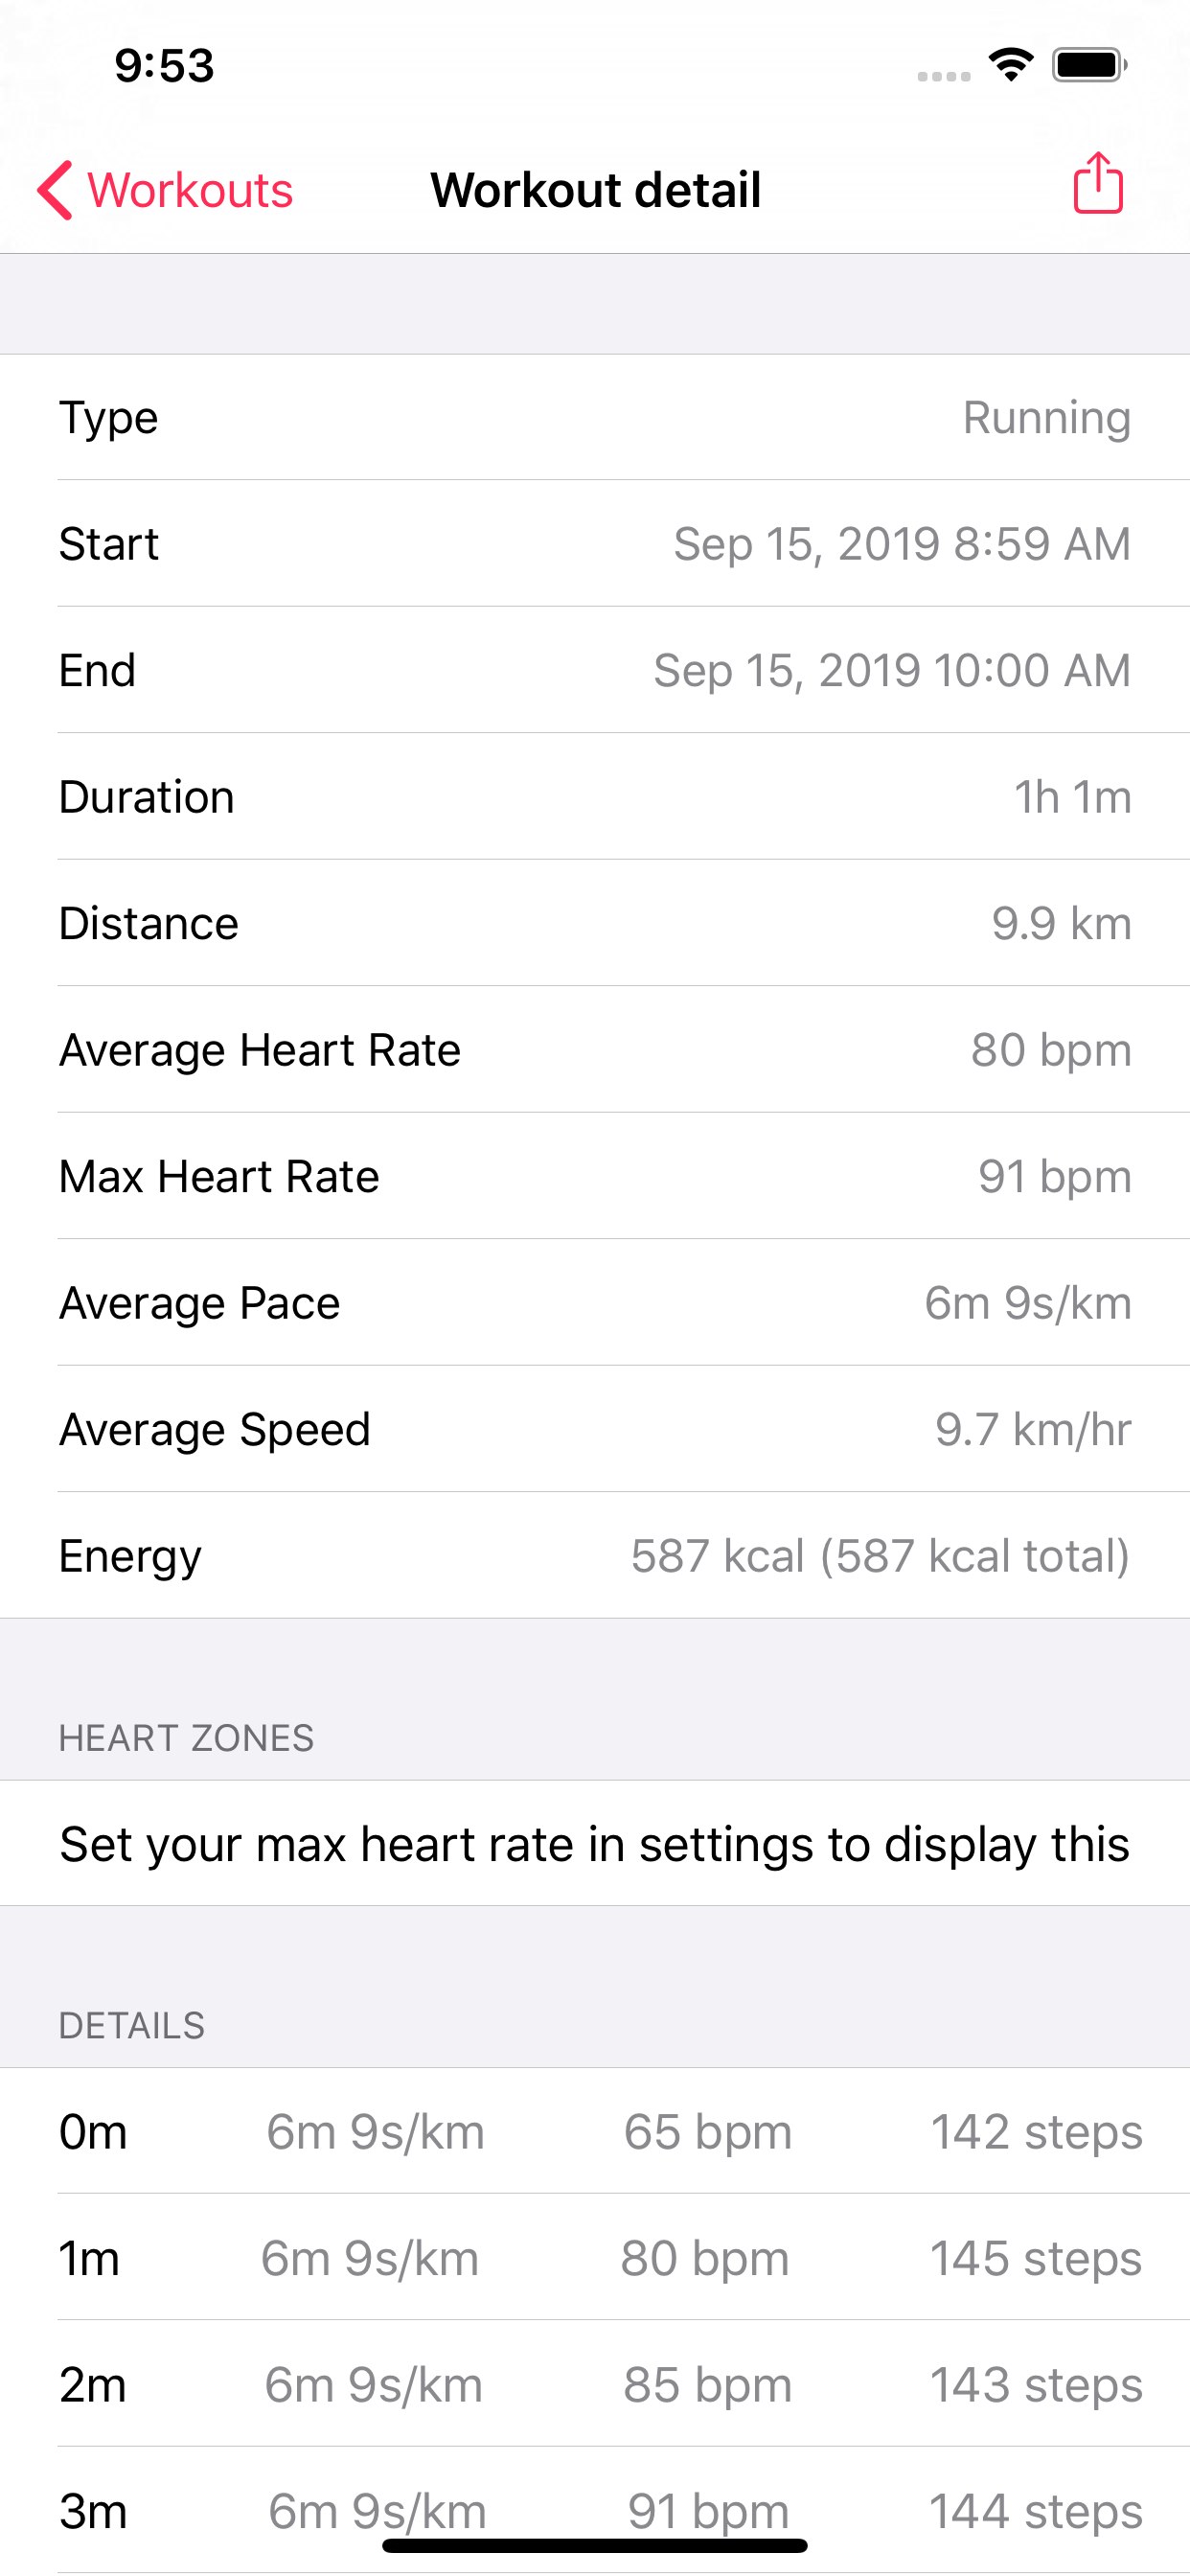 9:53
Workouts Workout detail
Type Running
Start Sep 15, 2019 8:59 AM
End Sep 15, 2019 10:00 AM
Duration 1h 1m
Distance 9.9 km
Average Heart Rate 80 bpm
Max Heart Rate 91 bpm
Average Pace 6m 9s/km
Average Speed 9.7 km/hr
Energy 587 kcal (587 kcal total)
HEART ZONES
Set your max heart rate in settings to display this
DETAILS
0m 6m 9s/km 65 bpm 142 steps
1m 6m 9s/km 80 bpm 145 steps
2m 6m 9s/km 85 bpm 143 steps
3m 6m 9s/km 91 bpm 144 steps